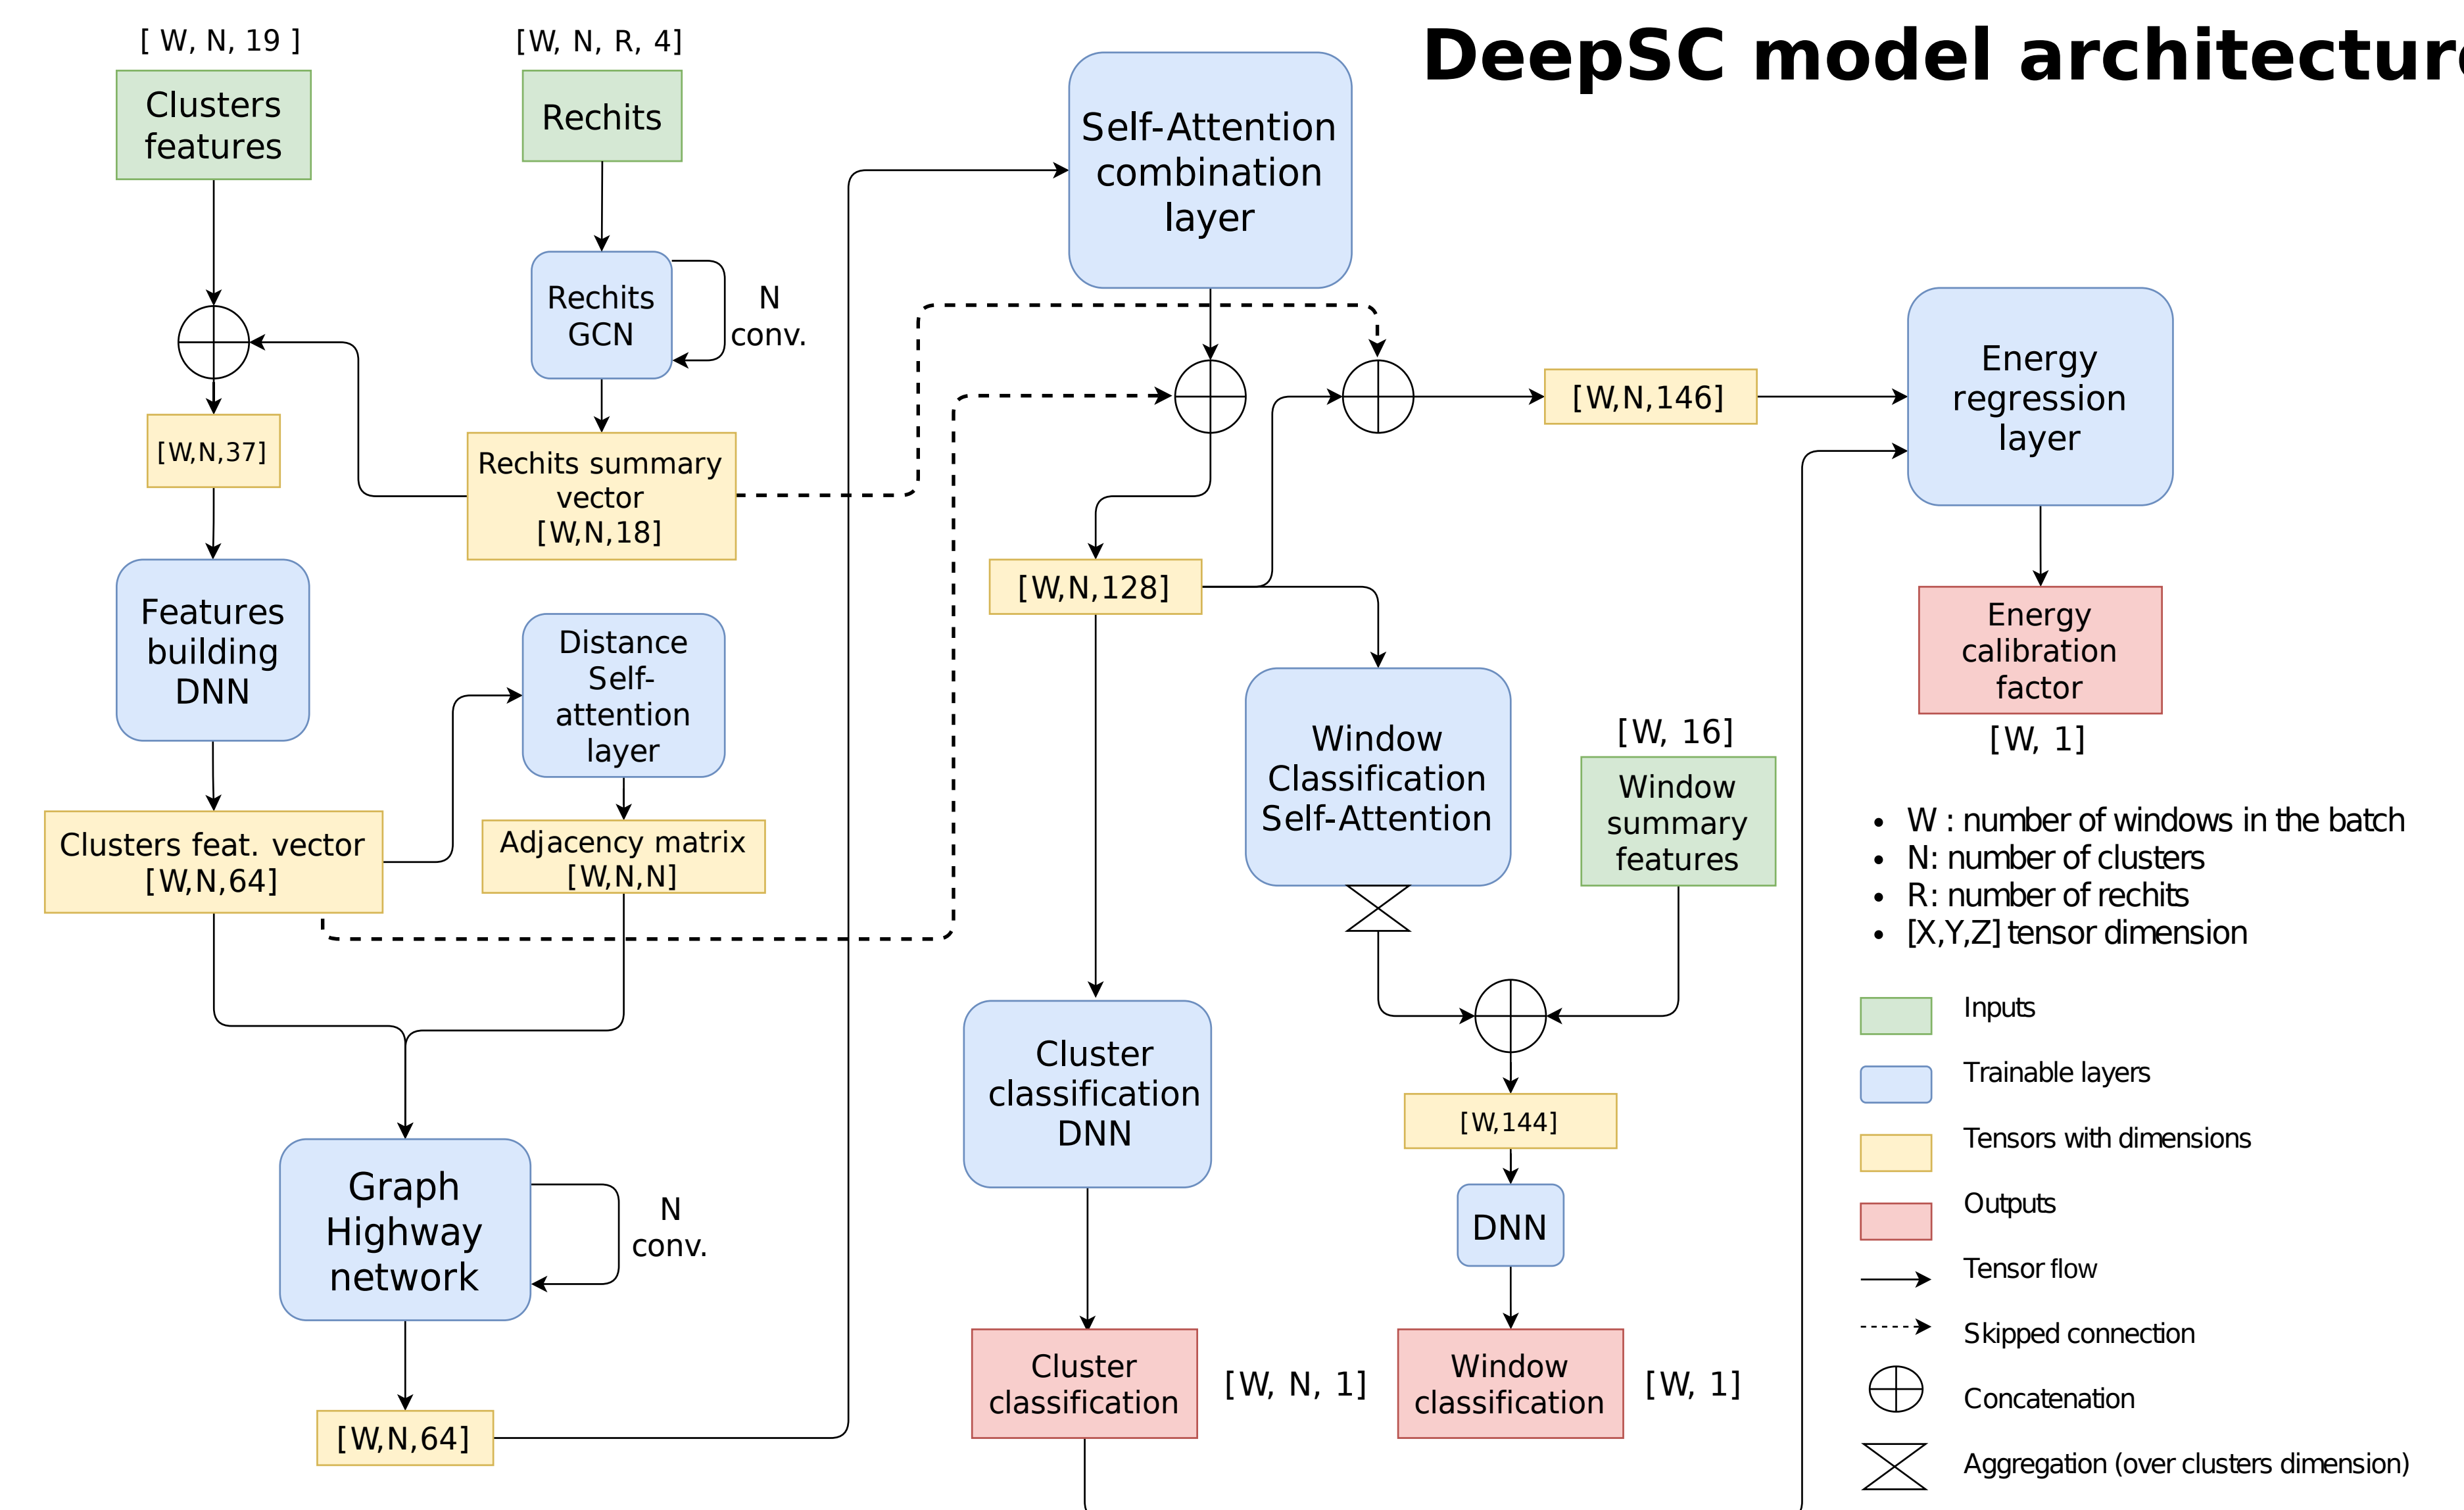 DeepSC model architecture
[ W, N, 19 ]
Clusters
features
[W, N, R, 4]
Rechits
Rechits
GCN
N
conv.
[W,N,37]
Rechits summary
vector
[W,N,18]
Features
building
DNN
Distance
Self-
attention
layer
Clusters feat. vector
[W,N,64]
Adjacency matrix
[W,N,N]
Graph
Highway
network
N
conv.
[W,N,64]
Self-Attention
combination
layer
[W,N,146]
Energy
regression
layer
[W,N,128]
Energy
calibration
factor
[W, 1]
Window
Classification
Self-Attention
[W, 16]
Window
summary
features
Cluster
classification
DNN
[W,144]
DNN
Cluster
classification
[W, N, 1]
Window
classification
[W, 1]
• W : number of windows in the batch
• N: number of clusters
• R: number of rechits
• [X,Y,Z] tensor dimension
Inputs
Trainable layers
Tensors with dimensions
Outputs
Tensor flow
Skipped connection
Concatenation
Aggregation (over clusters dimension)